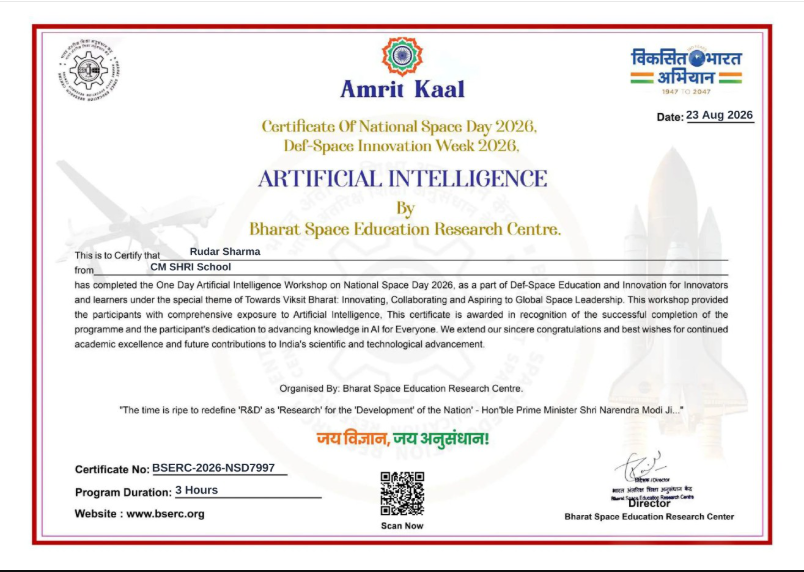 Amrit Kaal
विकसित भारत
अभियान
1947 TO 2047
Date: 23 Aug 2026
Certificate Of National Space Day 2026,
Def-Space Innovation Week 2026,
ARTIFICIAL INTELLIGENCE
By
Bharat Space Education Research Centre.
This is to Certify that Rudar Sharma
from CM SHRI School
has completed the One Day Artificial Intelligence Workshop on National Space Day 2026, as a part of Def-Space Education and Innovation for Innovators
and learners under the special theme of Towards Viksit Bharat: Innovating, Collaborating and Aspiring to Global Space Leadership. This workshop provided
the participants with comprehensive exposure to Artificial Intelligence. This certificate is awarded in recognition of the successful completion of the
programme and the participant's dedication to advancing knowledge in AI for Everyone. We extend our sincere congratulations and best wishes for continued
academic excellence and future contributions to India's scientific and technological advancement.
Organised By: Bharat Space Education Research Centre.
"The time is ripe to redefine 'R&D' as 'Research' for the 'Development' of the Nation' - Hon'ble Prime Minister Shri Narendra Modi Ji..."
जय विज्ञान, जय अनुसंधान!
Certificate No: BSERC-2026-NSD7997
Program Duration: 3 Hours
Website : www.bserc.org
Scan Now
निदेशक / Director
भारत अंतरिक्ष शिक्षा अनुसंधान केंद्र
Bharat Space Education Research Centre
Director
Bharat Space Education Research Center